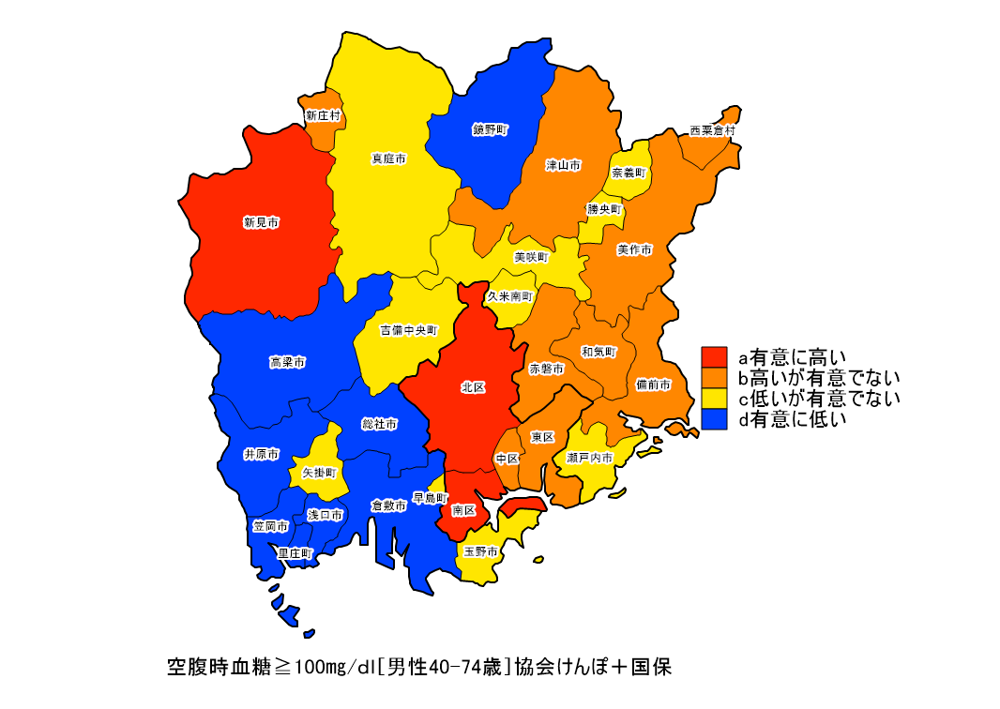 新庄村
真庭市
鏡野町
津山市
西粟倉村
奈義町
勝央町
新見市
美作市
美咲町
久米南町
吉備中央町
高梁市
赤磐市
和気町
備前市
北区
a有意に高い
b高いが有意でない
c低いが有意でない
d有意に低い
総社市
東区
中区
瀬戸内市
井原市
矢掛町
早島町
倉敷市
南区
浅口市
笠岡市
里庄町
玉野市
空腹時血糖≧100mg/dl[男性40-74歳]協会けんぽ＋国保